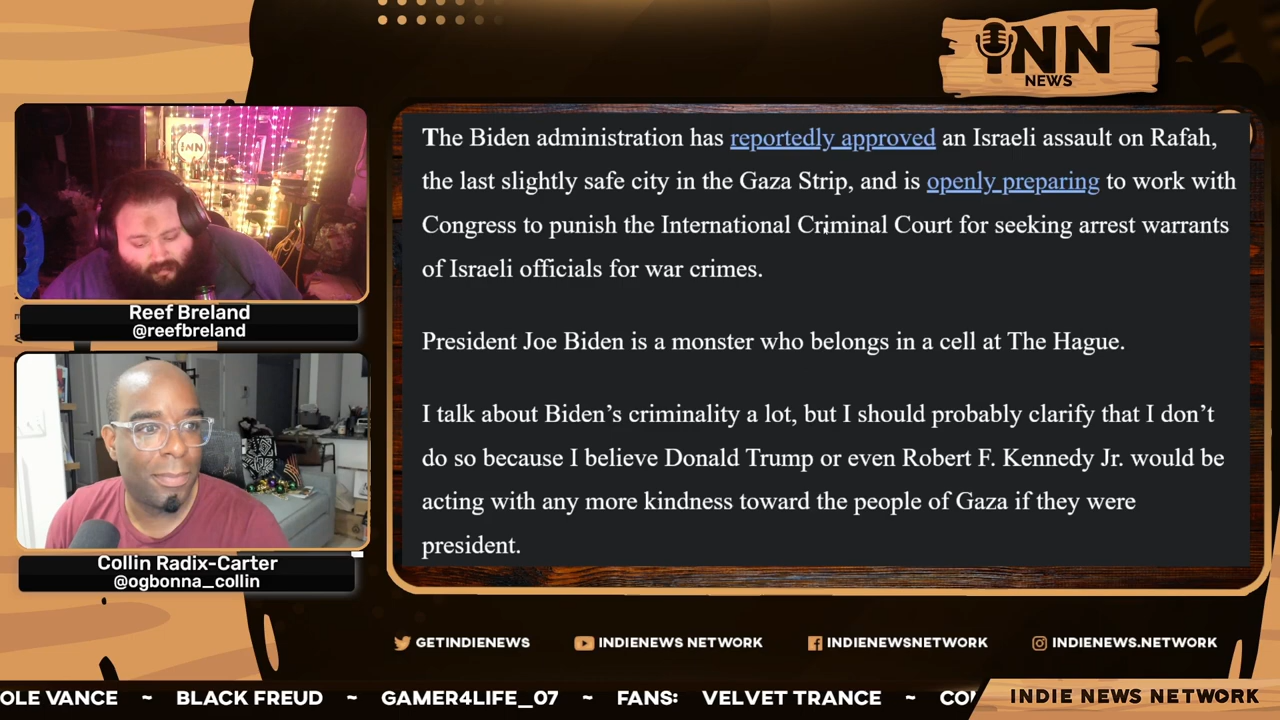 iNN
NEWS
iNN
The Biden administration has reportedly approved an Israeli assault on Rafah,
the last slightly safe city in the Gaza Strip, and is openly preparing to work with
Congress to punish the International Criminal Court for seeking arrest warrants
of Israeli officials for war crimes.
President Joe Biden is a monster who belongs in a cell at The Hague.
I talk about Biden’s criminality a lot, but I should probably clarify that I don’t
do so because I believe Donald Trump or even Robert F. Kennedy Jr. would be
acting with any more kindness toward the people of Gaza if they were
president.
Reef Breland
@reefbreland
Collin Radix-Carter
@ogbonna_collin
GETINDIENEWS
INDIENEWS NETWORK
INDIENEWSNETWORK
INDIENEWS.NETWORK
OLE VANCE ~ BLACK FREUD ~ GAMER4LIFE_07 ~ FANS: VELVET TRANCE ~
INDIE NEWS NETWORK